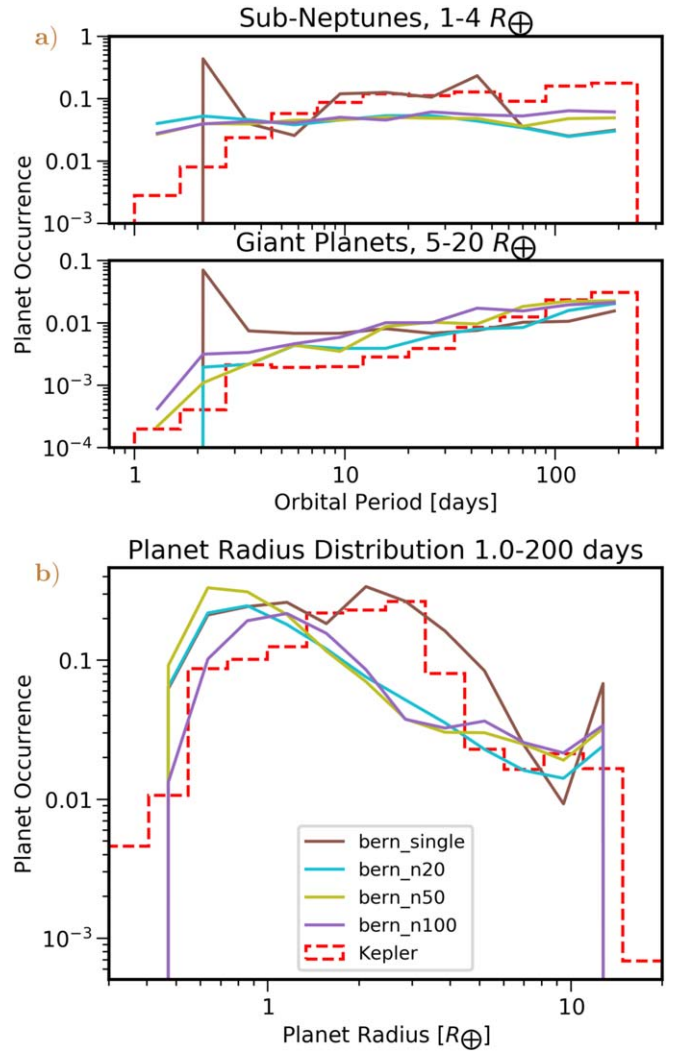 a)
Sub-Neptunes, 1-4 R⊕
1
0.1
0.01
10⁻³
Giant Planets, 5-20 R⊕
0.1
0.01
10⁻³
10⁻⁴
Planet Occurrence
1 10 100
Orbital Period [days]
b)
Planet Radius Distribution 1.0-200 days
0.1
0.01
10⁻³
Planet Occurrence
bern_single
bern_n20
bern_n50
bern_n100
Kepler
1 10
Planet Radius [R⊕]